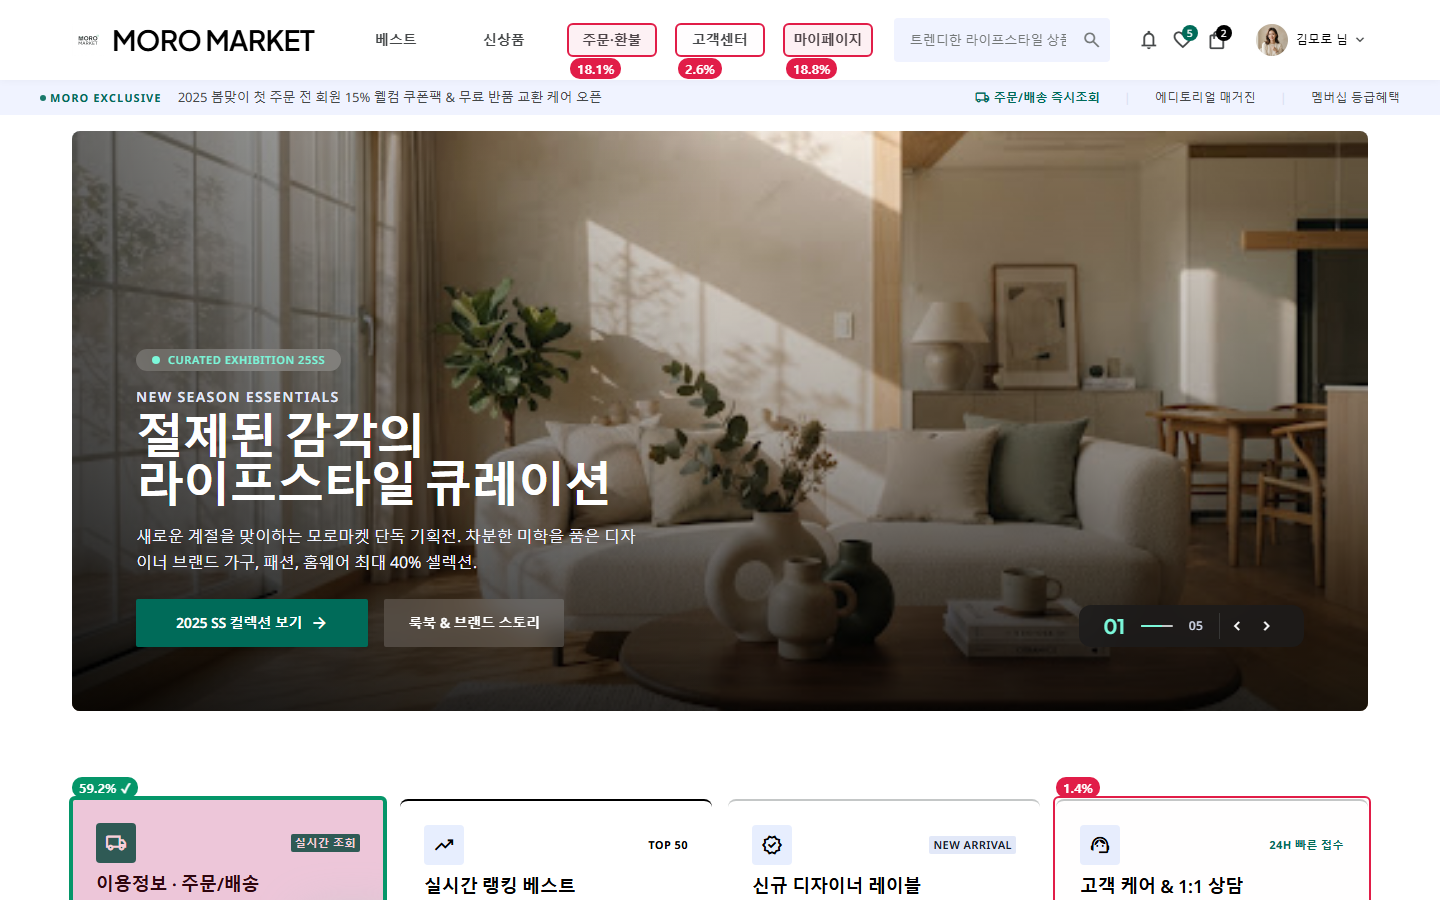 MORO MARKET
MORO MARKET
베스트
신상품
주문·환불
고객센터
마이페이지
18.1%
2.6%
18.8%
트렌디한 라이프스타일 상품
5
2
김모로 님
MORO EXCLUSIVE
2025 봄맞이 첫 주문 전 회원 15% 웰컴 쿠폰팩 & 무료 반품 교환 케어 오픈
주문/배송 즉시조회
에디토리얼 매거진
멤버십 등급혜택
CURATED EXHIBITION 25SS
NEW SEASON ESSENTIALS
절제된 감각의
라이프스타일 큐레이션
새로운 계절을 맞이하는 모로마켓 단독 기획전. 차분한 미학을 품은 디자
이너 브랜드 가구, 패션, 홈웨어 최대 40% 셀렉션.
2025 SS 컬렉션 보기
룩북 & 브랜드 스토리
01
05
59.2% ✓
1.4%
실시간 조회
TOP 50
NEW ARRIVAL
24H 빠른 접수
이용정보 · 주문/배송
실시간 랭킹 베스트
신규 디자이너 레이블
고객 케어 & 1:1 상담